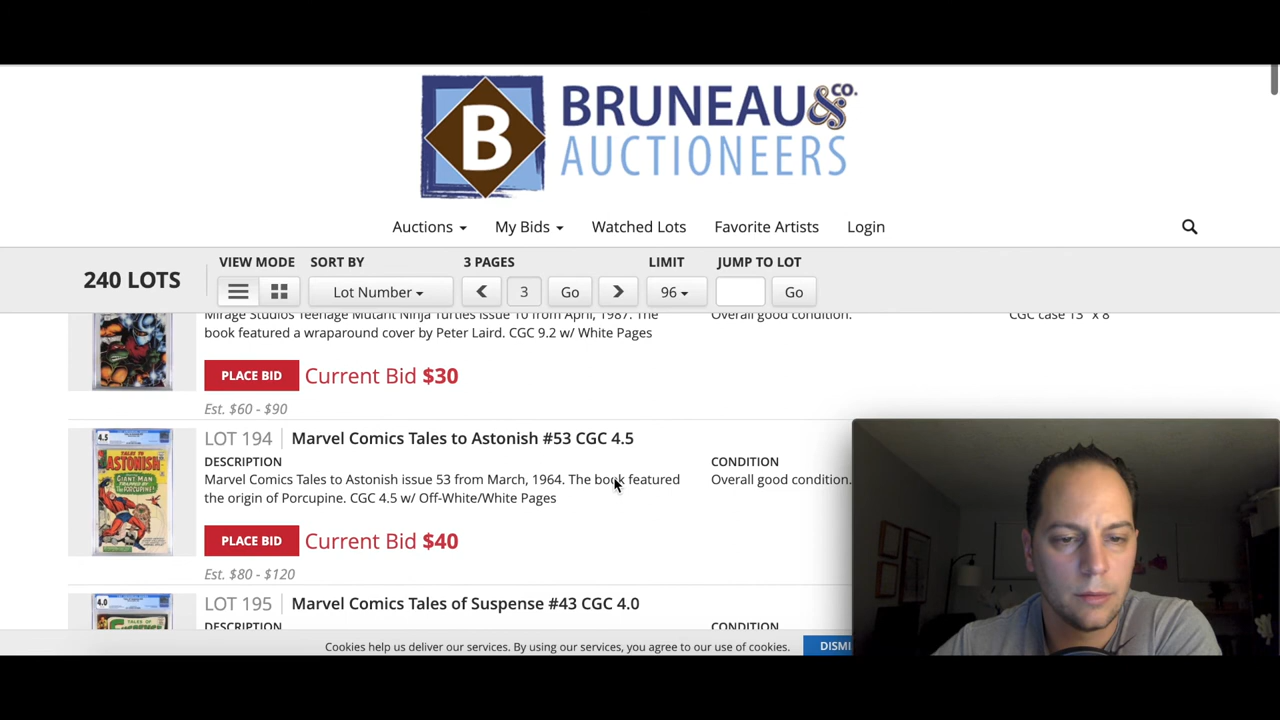 B
BRUNEAU & CO.
AUCTIONEERS
Auctions My Bids Watched Lots Favorite Artists Login
240 LOTS
VIEW MODE SORT BY 3 PAGES LIMIT JUMP TO LOT
Lot Number 3 Go 96 Go
Mirage Studios Teenage Mutant Ninja Turtles issue 10 from April, 1987. The Overall good condition. CGC case 13" x 8"
book featured a wraparound cover by Peter Laird. CGC 9.2 w/ White Pages
PLACE BID Current Bid $30
Est. $60 - $90
LOT 194 Marvel Comics Tales to Astonish #53 CGC 4.5
DESCRIPTION CONDITION
Marvel Comics Tales to Astonish issue 53 from March, 1964. The book featured Overall good condition.
the origin of Porcupine. CGC 4.5 w/ Off-White/White Pages
4.5
ASTONISH
PLACE BID Current Bid $40
Est. $80 - $120
LOT 195 Marvel Comics Tales of Suspense #43 CGC 4.0
4.0
DESCRIPTION CONDITION
Cookies help us deliver our services. By using our services, you agree to our use of cookies. DISMI